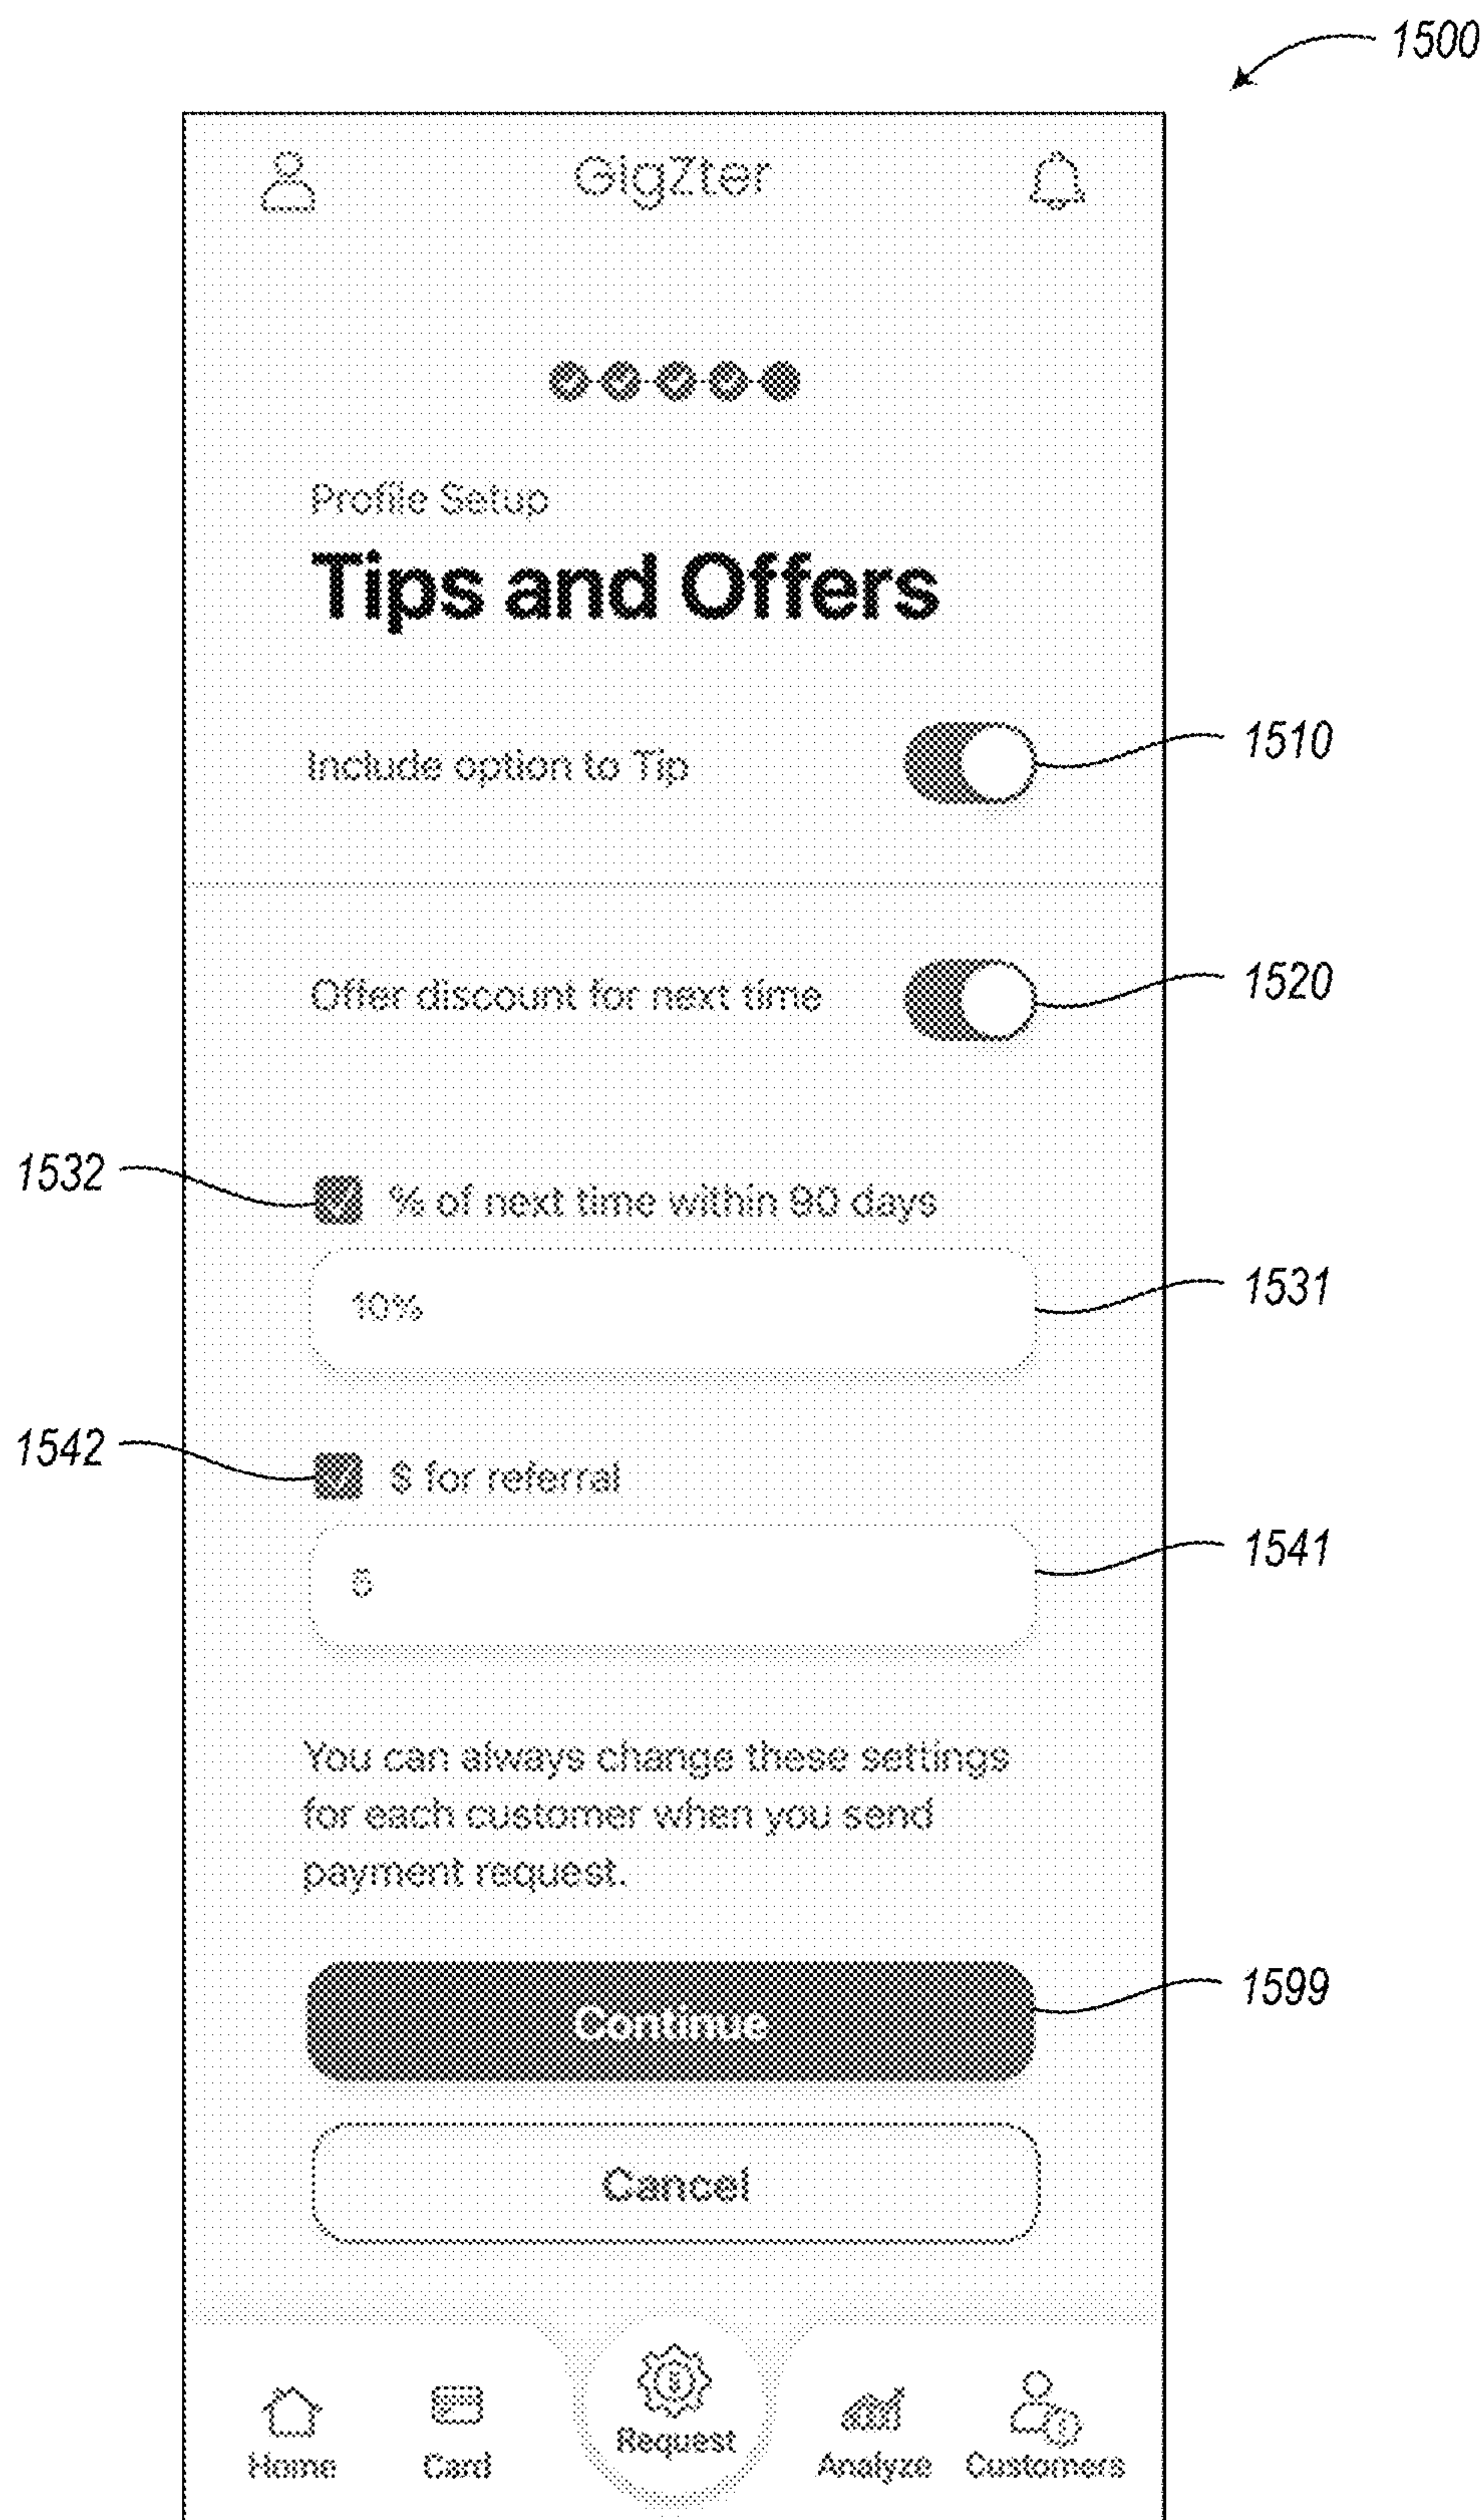 1500
GigZter
Profile Setup
Tips and Offers
Include option to Tip
1510
Offer discount for next time
1520
1532
% of next time within 90 days
10%
1531
1542
$ for referral
1541
You can always change these settings
for each customer when you send
payment request.
Continue
1599
Cancel
Home
Card
Request
Analyze
Customers